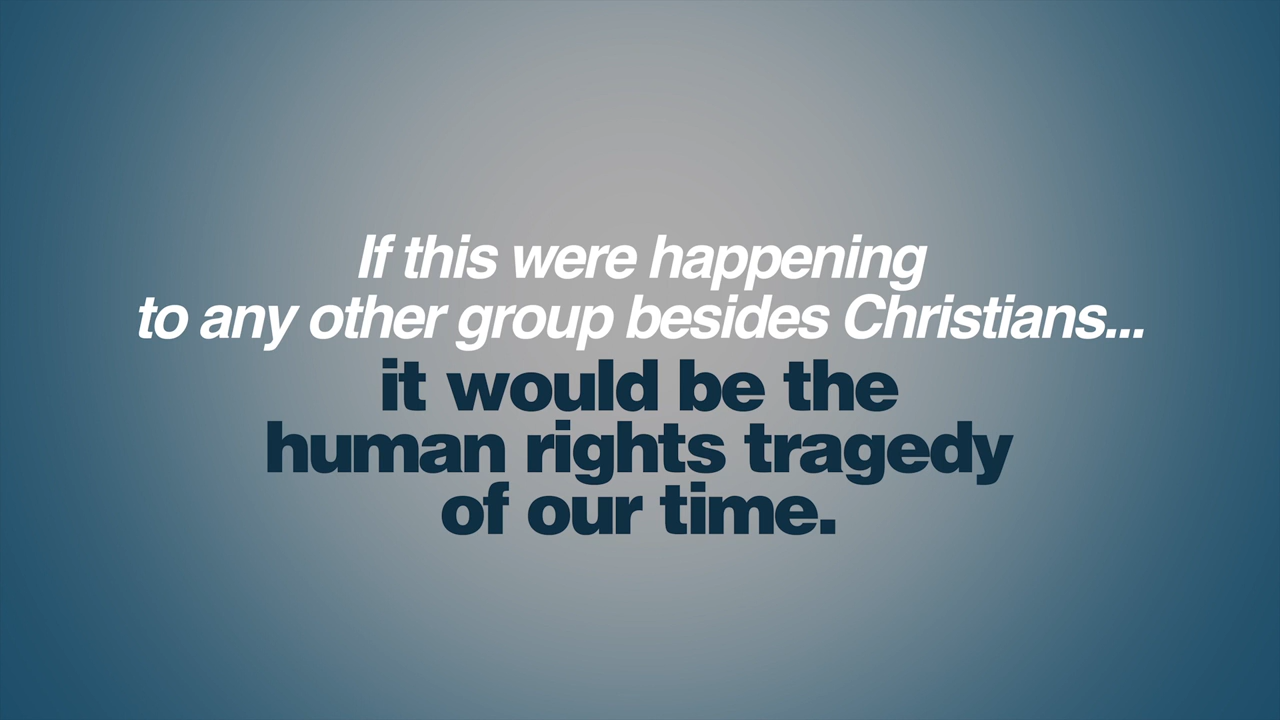 If this were happening
to any other group besides Christians...
it would be the
human rights tragedy
of our time.